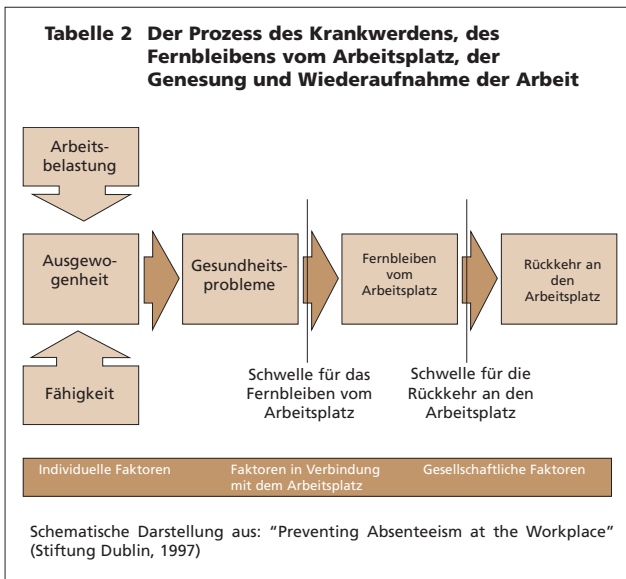 Tabelle 2 Der Prozess des Krankwerdens, des
Fernbleibens vom Arbeitsplatz, der
Genesung und Wiederaufnahme der Arbeit
Arbeits-
belastung
Ausgewo-
genheit
Fähigkeit
Gesundheits-
probleme
Fernbleiben
vom
Arbeitsplatz
Rückkehr an
den
Arbeitsplatz
Schwelle für das
Fernbleiben vom
Arbeitsplatz
Schwelle für die
Rückkehr an den
Arbeitsplatz
Individuelle Faktoren
Faktoren in Verbindung
mit dem Arbeitsplatz
Gesellschaftliche Faktoren
Schematische Darstellung aus: “Preventing Absenteeism at the Workplace”
(Stiftung Dublin, 1997)